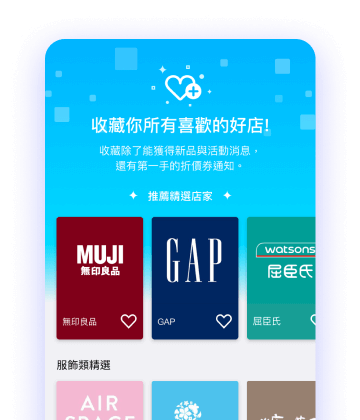 收藏你所有喜歡的好店!
收藏除了能獲得新品與活動消息，
還有第一手的折價券通知。
推薦精選店家
MUJI
無印良品
GAP
watsons
屈臣氏
無印良品
GAP
屈臣氏
服飾類精選
AIR
SPACE